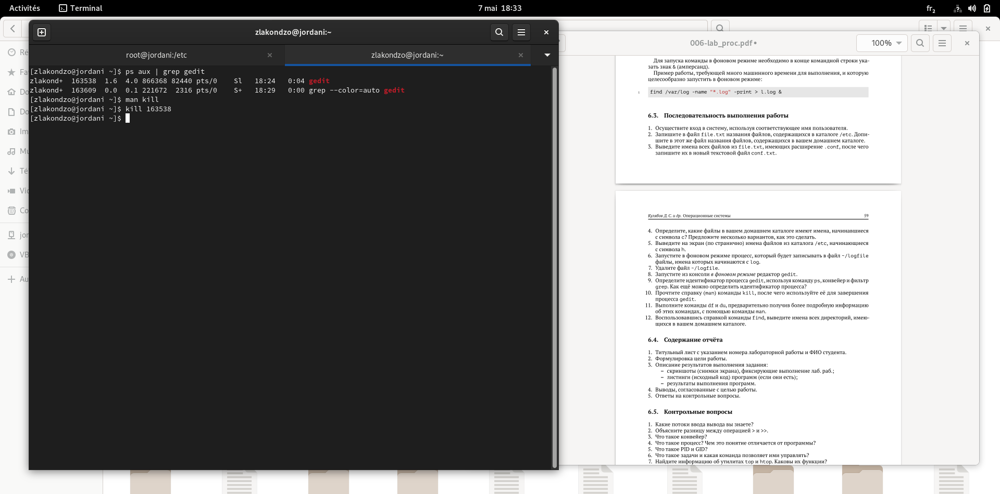 Activités
Terminal
7 mai 18:33
fr₂
zlakondzo@jordani:~
root@jordani:/etc
zlakondzo@jordani:~
[zlakondzo@jordani ~]$ ps aux | grep gedit
zlakond+  163538  1.6  4.0 866368 82440 pts/0    Sl   18:24   0:04 gedit
zlakond+  163609  0.0  0.1 221672  2316 pts/0    S+   18:29   0:00 grep --color=auto gedit
[zlakondzo@jordani ~]$ man kill
[zlakondzo@jordani ~]$ kill 163538
[zlakondzo@jordani ~]$
Ré
Fav
Do
Do
Im
Mu
Té
Vid
Co
jor
VB
Au
006-lab_proc.pdf•
100%
Для запуска команды в фоновом режиме необходимо в конце командной строки ука-
зать знак & (амперсанд).
Пример работы, требующей много машинного времени для выполнения, и которую
целесообразно запустить в фоновом режиме:
1 find /var/log -name "*.log" -print > l.log &
6.3. Последовательность выполнения работы
1. Осуществите вход в систему, используя соответствующее имя пользователя.
2. Запишите в файл file.txt названия файлов, содержащихся в каталоге /etc. Допи-
шите в этот же файл названия файлов, содержащихся в вашем домашнем каталоге.
3. Выведите имена всех файлов из file.txt, имеющих расширение .conf, после чего
запишите их в новый текстовой файл conf.txt.
Кулябов Д. С. и др. Операционные системы 59
4. Определите, какие файлы в вашем домашнем каталоге имеют имена, начинавшиеся
с символа c? Предложите несколько вариантов, как это сделать.
5. Выведите на экран (по странично) имена файлов из каталога /etc, начинающиеся
с символа h.
6. Запустите в фоновом режиме процесс, который будет записывать в файл ~/logfile
файлы, имена которых начинаются с log.
7. Удалите файл ~/logfile.
8. Запустите из консоли в фоновом режиме редактор gedit.
9. Определите идентификатор процесса gedit, используя команду ps, конвейер и фильтр
grep. Как ещё можно определить идентификатор процесса?
10. Прочтите справку (man) команды kill, после чего используйте её для завершения
процесса gedit.
11. Выполните команды df и du, предварительно получив более подробную информацию
об этих командах, с помощью команды man.
12. Воспользовавшись справкой команды find, выведите имена всех директорий, имею-
щихся в вашем домашнем каталоге.
6.4. Содержание отчёта
1. Титульный лист с указанием номера лабораторной работы и ФИО студента.
2. Формулировка цели работы.
3. Описание результатов выполнения задания:
– скриншоты (снимки экрана), фиксирующие выполнение лаб. раб.;
– листинги (исходный код) программ (если они есть);
– результаты выполнения программ.
4. Выводы, согласованные с целью работы.
5. Ответы на контрольные вопросы.
6.5. Контрольные вопросы
1. Какие потоки ввода вывода вы знаете?
2. Объясните разницу между операцией > и >>.
3. Что такое конвейер?
4. Что такое процесс? Чем это понятие отличается от программы?
5. Что такое PID и GID?
6. Что такое задачи и какая команда позволяет ими управлять?
7. Найдите информацию об утилитах top и htop. Каковы их функции?